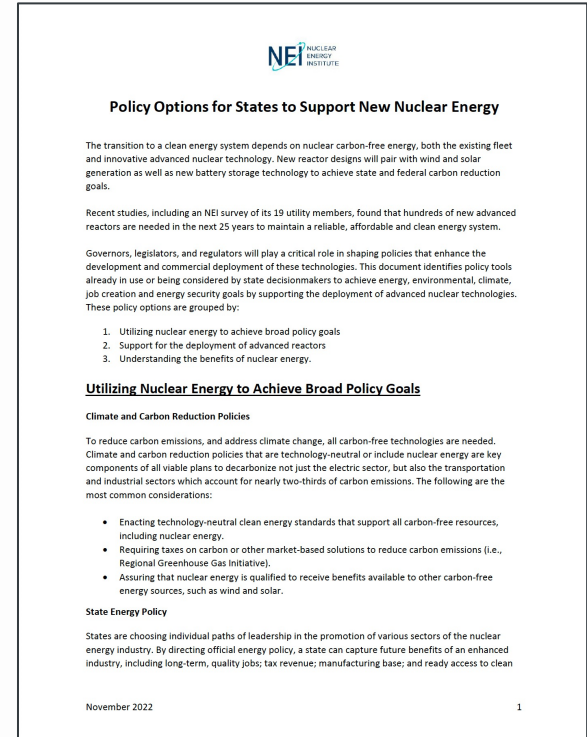 NEI NUCLEAR
ENERGY
INSTITUTE
Policy Options for States to Support New Nuclear Energy
The transition to a clean energy system depends on nuclear carbon-free energy, both the existing fleet
and innovative advanced nuclear technology. New reactor designs will pair with wind and solar
generation as well as new battery storage technology to achieve state and federal carbon reduction
goals.
Recent studies, including an NEI survey of its 19 utility members, found that hundreds of new advanced
reactors are needed in the next 25 years to maintain a reliable, affordable and clean energy system.
Governors, legislators, and regulators will play a critical role in shaping policies that enhance the
development and commercial deployment of these technologies. This document identifies policy tools
already in use or being considered by state decisionmakers to achieve energy, environmental, climate,
job creation and energy security goals by supporting the deployment of advanced nuclear technologies.
These policy options are grouped by:
1. Utilizing nuclear energy to achieve broad policy goals
2. Support for the deployment of advanced reactors
3. Understanding the benefits of nuclear energy.
Utilizing Nuclear Energy to Achieve Broad Policy Goals
Climate and Carbon Reduction Policies
To reduce carbon emissions, and address climate change, all carbon-free technologies are needed.
Climate and carbon reduction policies that are technology-neutral or include nuclear energy are key
components of all viable plans to decarbonize not just the electric sector, but also the transportation
and industrial sectors which account for nearly two-thirds of carbon emissions. The following are the
most common considerations:
• Enacting technology-neutral clean energy standards that support all carbon-free resources,
including nuclear energy.
• Requiring taxes on carbon or other market-based solutions to reduce carbon emissions (i.e.,
Regional Greenhouse Gas Initiative).
• Assuring that nuclear energy is qualified to receive benefits available to other carbon-free
energy sources, such as wind and solar.
State Energy Policy
States are choosing individual paths of leadership in the promotion of various sectors of the nuclear
energy industry. By directing official energy policy, a state can capture future benefits of an enhanced
industry, including long-term, quality jobs; tax revenue; manufacturing base; and ready access to clean
November 2022 1